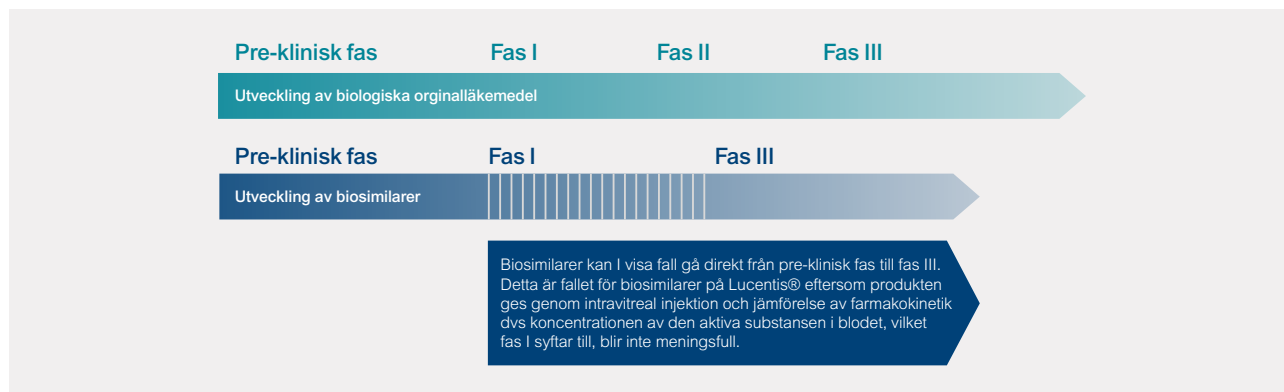 Pre-klinisk fas Fas I Fas II Fas III
Utveckling av biologiska orginalläkemedel
Pre-klinisk fas Fas I Fas III
Utveckling av biosimilarer
Biosimilarer kan I visa fall gå direkt från pre-klinisk fas till fas III.
Detta är fallet för biosimilarer på Lucentis® eftersom produkten
ges genom intravitreal injektion och jämförelse av farmakokinetik
dvs koncentrationen av den aktiva substansen i blodet, vilket
fas I syftar till, blir inte meningsfull.